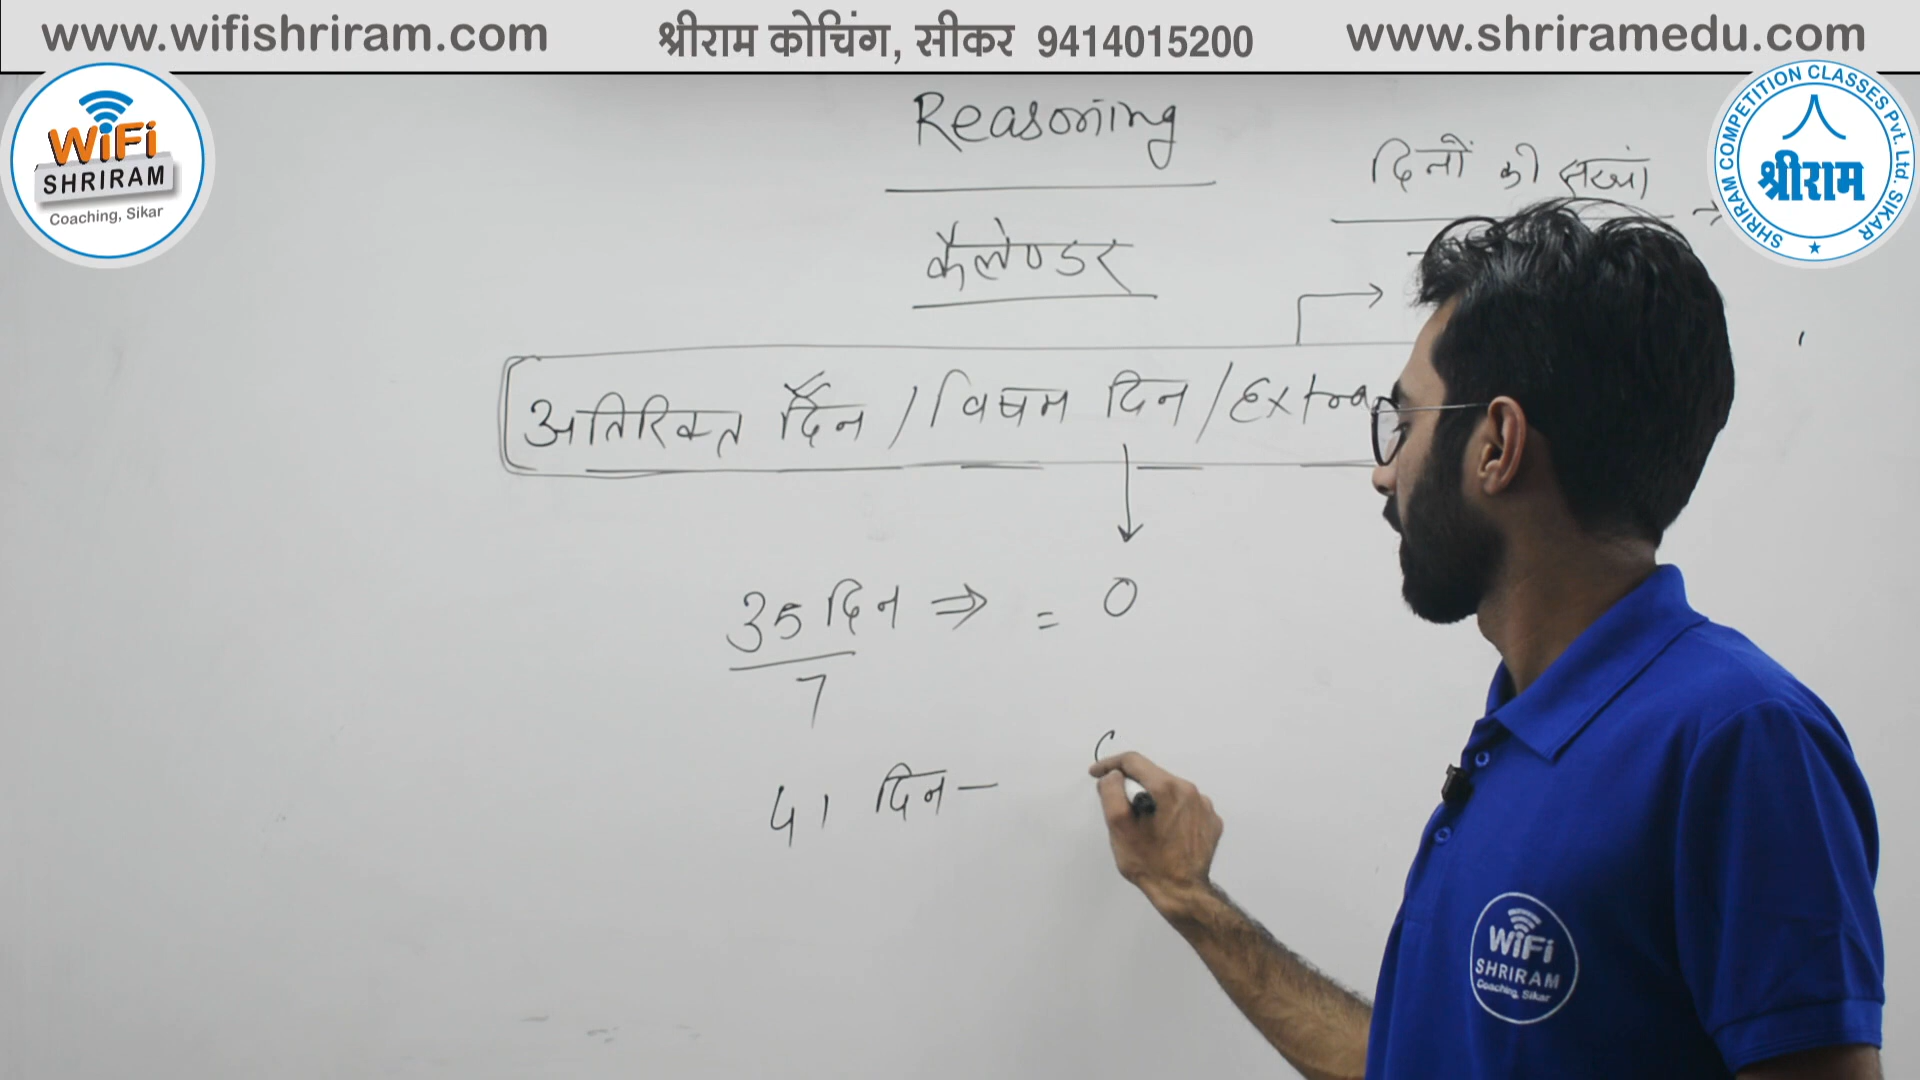 www.wifishriram.com श्रीराम कोचिंग, सीकर 9414015200 www.shriramedu.com
WiFi
SHRIRAM
Coaching, Sikar
SHRIRAM COMPETITION CLASSES Pvt. Ltd. SIKAR
श्रीराम
Reasoning
दिनों की
कैलेण्डर
अतिरिक्त दिन / विषम दिन / Extra
35 दिन ⇒ = 0
7
41 दिन –
WiFi
SHRIRAM
Coaching, Sikar